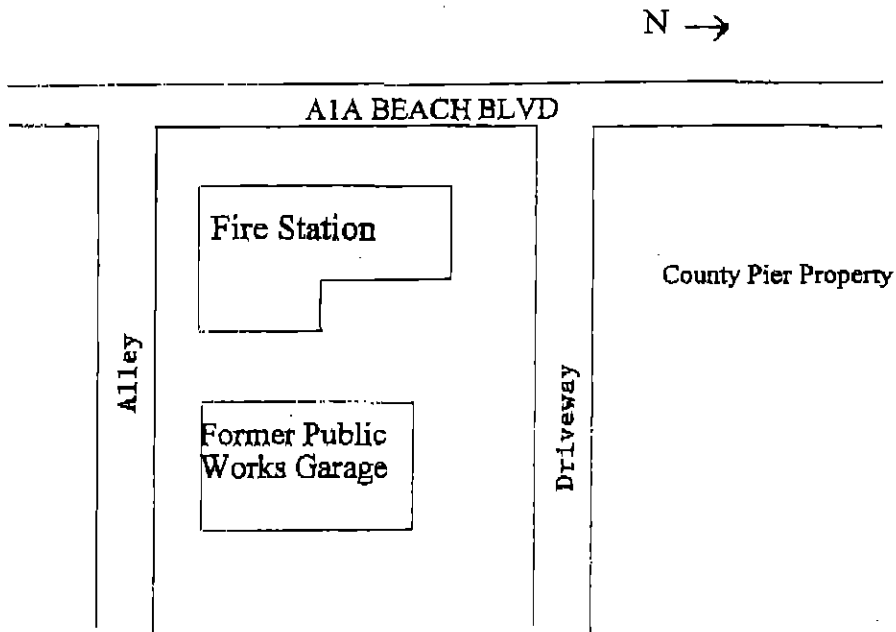 N →
A1A BEACH BLVD
Fire Station
County Pier Property
Alley
Former Public
Works Garage
Driveway